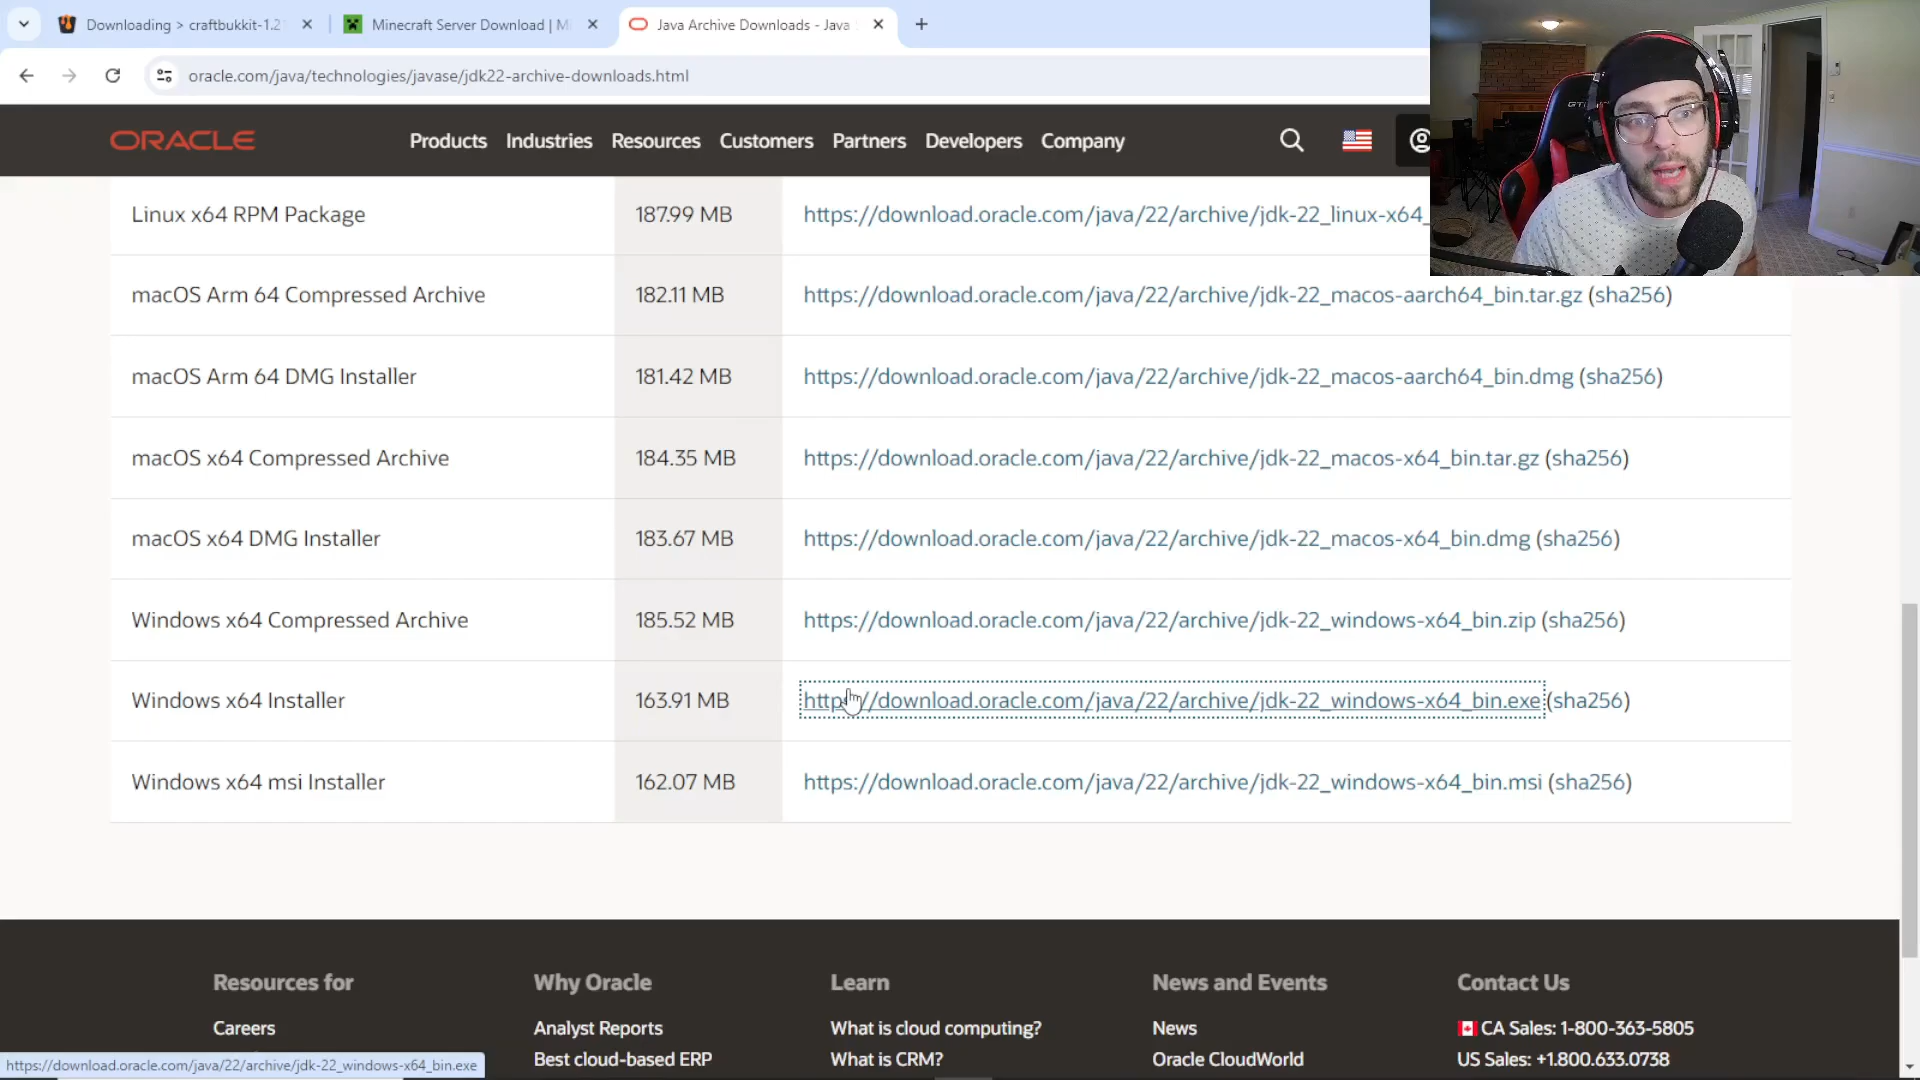 Downloading > craftbukkit-1.2
Minecraft Server Download | M
Java Archive Downloads - Java
oracle.com/java/technologies/javase/jdk22-archive-downloads.html
ORACLE Products Industries Resources Customers Partners Developers Company
Linux x64 RPM Package 187.99 MB https://download.oracle.com/java/22/archive/jdk-22_linux-x64_
macOS Arm 64 Compressed Archive 182.11 MB https://download.oracle.com/java/22/archive/jdk-22_macos-aarch64_bin.tar.gz (sha256)
macOS Arm 64 DMG Installer 181.42 MB https://download.oracle.com/java/22/archive/jdk-22_macos-aarch64_bin.dmg (sha256)
macOS x64 Compressed Archive 184.35 MB https://download.oracle.com/java/22/archive/jdk-22_macos-x64_bin.tar.gz (sha256)
macOS x64 DMG Installer 183.67 MB https://download.oracle.com/java/22/archive/jdk-22_macos-x64_bin.dmg (sha256)
Windows x64 Compressed Archive 185.52 MB https://download.oracle.com/java/22/archive/jdk-22_windows-x64_bin.zip (sha256)
Windows x64 Installer 163.91 MB https://download.oracle.com/java/22/archive/jdk-22_windows-x64_bin.exe (sha256)
Windows x64 msi Installer 162.07 MB https://download.oracle.com/java/22/archive/jdk-22_windows-x64_bin.msi (sha256)
Resources for
Careers
Why Oracle
Analyst Reports
Best cloud-based ERP
Learn
What is cloud computing?
What is CRM?
News and Events
News
Oracle CloudWorld
Contact Us
CA Sales: 1-800-363-5805
US Sales: +1.800.633.0738
https://download.oracle.com/java/22/archive/jdk-22_windows-x64_bin.exe